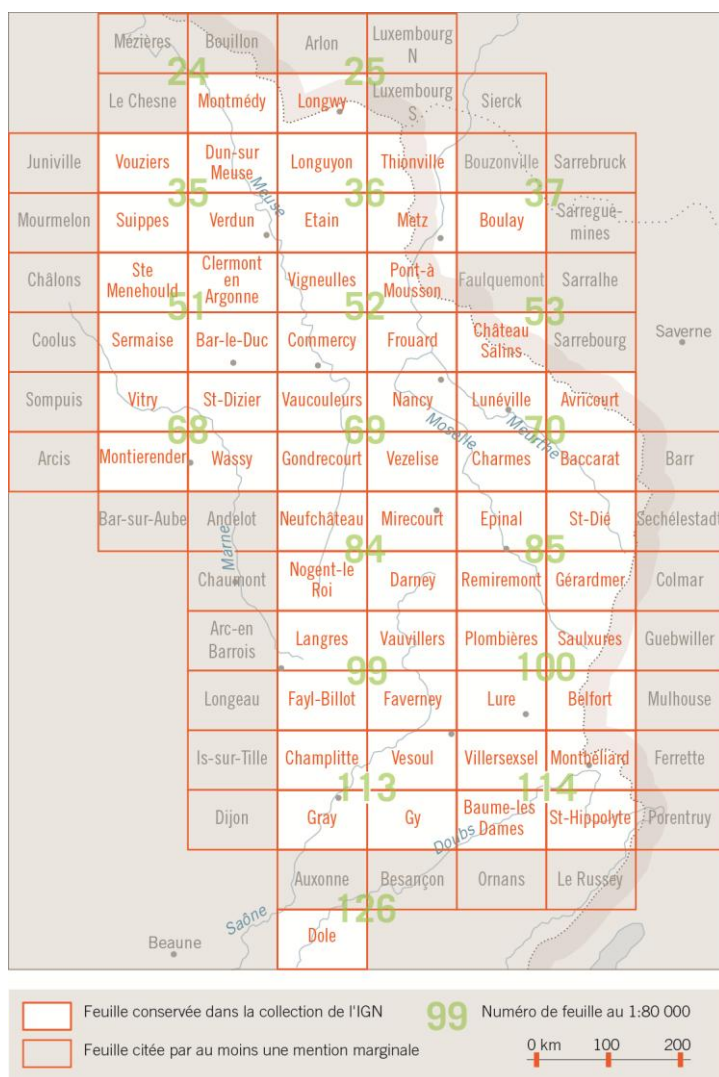 Mézières Bouillon Arlon Luxembourg N
24 25
Le Chesne Montmédy Longwy Luxembourg S Sierck
Juniville Vouziers Dun-sur Meuse Longuyon Thionville Bouzonville Sarrebruck
35 Meuse 36 37
Mourmelon Suippes Verdun Etain Metz Boulay Sarregue-mines
Châlons Ste Menehould Clermont en Argonne Vigneulles Pont-à Mousson Faulquemont Sarralhe
51 52 53
Coolus Sermaise Bar-le-Duc Commercy Frouard Château Salins Sarrebourg Saverne
Sompuis Vitry St-Dizier Vaucouleurs Nancy Lunéville Avricourt
68 69 Moselle Meurthe 70
Arcis Montierender Wassy Gondrecourt Vezelise Charmes Baccarat Barr
Bar-sur-Aube Andelot Neufchâteau Mirecourt Epinal St-Dié Sechélestadt
Marne 84 85
Chaumont Nogent-le Roi Darney Remiremont Gérardmer Colmar
Arc-en Barrois Langres Vauvillers Plombières Saulxures Guebwiller
99 100
Longeau Fayl-Billot Faverney Lure Belfort Mulhouse
Is-sur-Tille Champlitte Vesoul Villersexsel Montbéliard Ferrette
113 114
Dijon Gray Gy Doubs Baume-les Dames St-Hippolyte Porentruy
Auxonne Besançon Ornans Le Russey
Saône 126
Beaune Dole
Feuille conservée dans la collection de l'IGN 99 Numéro de feuille au 1:80 000
Feuille citée par au moins une mention marginale 0 km 100 200